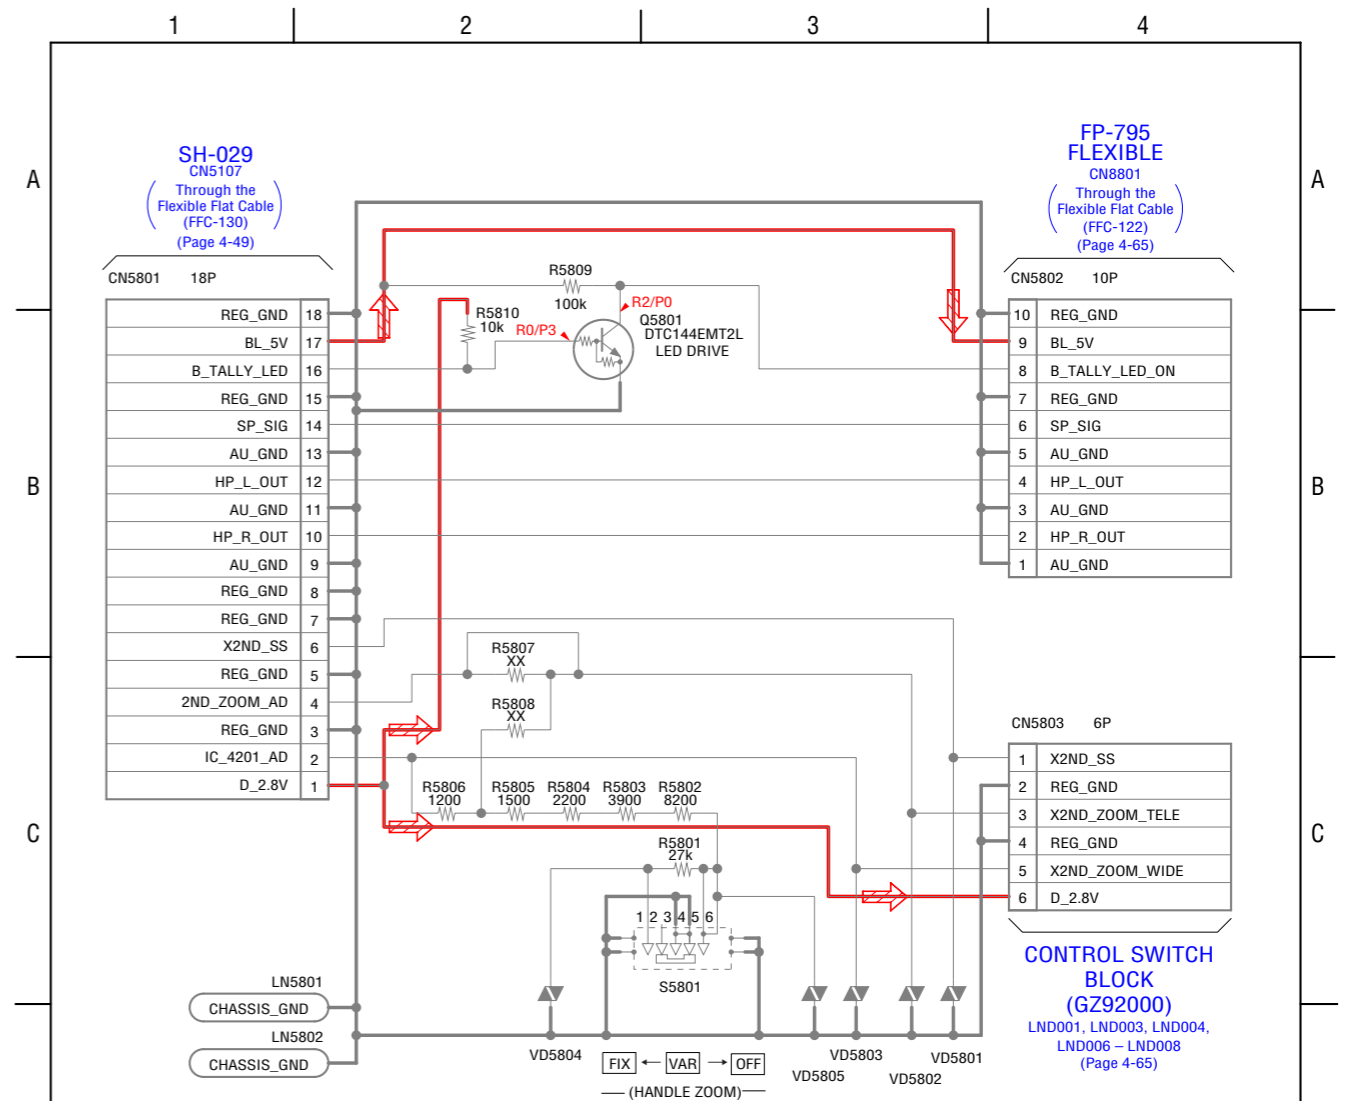 1 2 3 4
A A
B B
C C
SH-029
CN5107
Through the
Flexible Flat Cable
(FFC-130)
(Page 4-49)
CN5801 18P
REG_GND 18
BL_5V 17
B_TALLY_LED 16
REG_GND 15
SP_SIG 14
AU_GND 13
HP_L_OUT 12
AU_GND 11
HP_R_OUT 10
AU_GND 9
REG_GND 8
REG_GND 7
X2ND_SS 6
REG_GND 5
2ND_ZOOM_AD 4
REG_GND 3
IC_4201_AD 2
D_2.8V 1
LN5801
CHASSIS_GND
LN5802
CHASSIS_GND
R5809
100k
R5810
10k
R2/P0
R0/P3
Q5801
DTC144EMT2L
LED DRIVE
R5807
XX
R5808
XX
R5806
1200
R5805
1500
R5804
2200
R5803
3900
R5802
8200
R5801
27k
1 2 3 4 5 6
S5801
VD5804
FIX VAR OFF
(HANDLE ZOOM)
VD5805
VD5803
VD5802
VD5801
FP-795
FLEXIBLE
CN8801
Through the
Flexible Flat Cable
(FFC-122)
(Page 4-65)
CN5802 10P
10 REG_GND
9 BL_5V
8 B_TALLY_LED_ON
7 REG_GND
6 SP_SIG
5 AU_GND
4 HP_L_OUT
3 AU_GND
2 HP_R_OUT
1 AU_GND
CN5803 6P
1 X2ND_SS
2 REG_GND
3 X2ND_ZOOM_TELE
4 REG_GND
5 X2ND_ZOOM_WIDE
6 D_2.8V
CONTROL SWITCH
BLOCK
(GZ92000)
LND001, LND003, LND004,
LND006 – LND008
(Page 4-65)